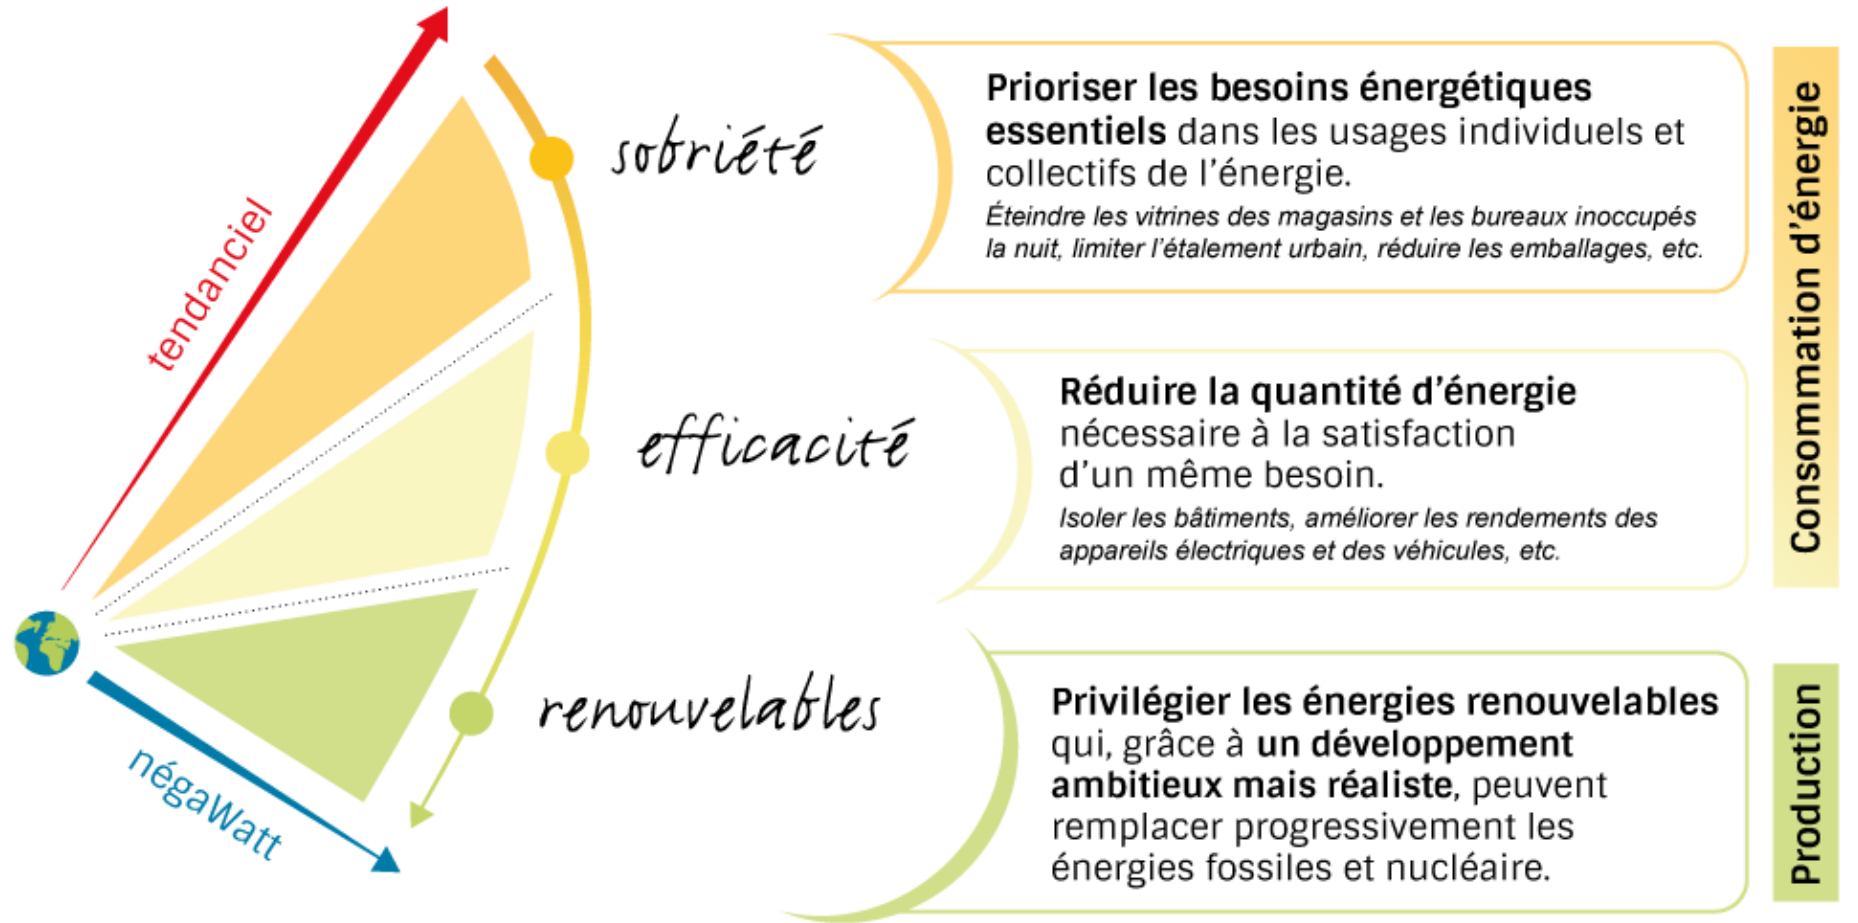 tendanciel
sobriété
Prioriser les besoins énergétiques
essentiels dans les usages individuels et
collectifs de l'énergie.
Éteindre les vitrines des magasins et les bureaux inoccupés
la nuit, limiter l'étalement urbain, réduire les emballages, etc.
efficacité
Réduire la quantité d'énergie
nécessaire à la satisfaction
d'un même besoin.
Isoler les bâtiments, améliorer les rendements des
appareils électriques et des véhicules, etc.
Consommation d'énergie
négaWatt
renouvelables
Privilégier les énergies renouvelables
qui, grâce à un développement
ambitieux mais réaliste, peuvent
remplacer progressivement les
énergies fossiles et nucléaire.
Production